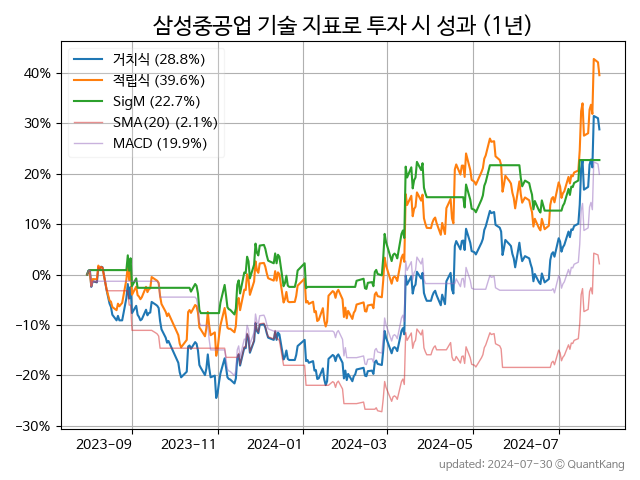 삼성중공업 기술 지표로 투자 시 성과 (1년)
거치식 (28.8%)
적립식 (39.6%)
SigM (22.7%)
SMA(20) (2.1%)
MACD (19.9%)
40%
30%
20%
10%
0%
−10%
−20%
−30%
2023-09
2023-11
2024-01
2024-03
2024-05
2024-07
updated: 2024-07-30 © QuantKang